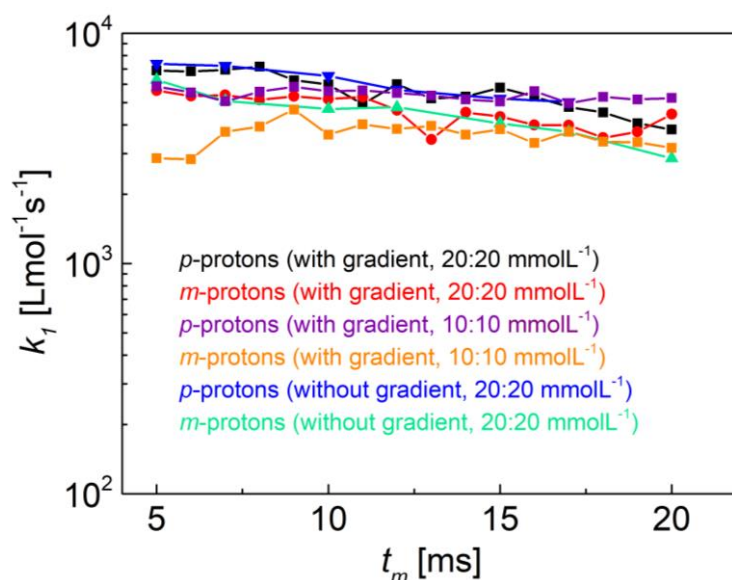 10⁴
10³
10²
k₁ [Lmol⁻¹s⁻¹]
p-protons (with gradient, 20:20 mmolL⁻¹)
m-protons (with gradient, 20:20 mmolL⁻¹)
p-protons (with gradient, 10:10 mmolL⁻¹)
m-protons (with gradient, 10:10 mmolL⁻¹)
p-protons (without gradient, 20:20 mmolL⁻¹)
m-protons (without gradient, 20:20 mmolL⁻¹)
5 10 15 20
tₘ [ms]